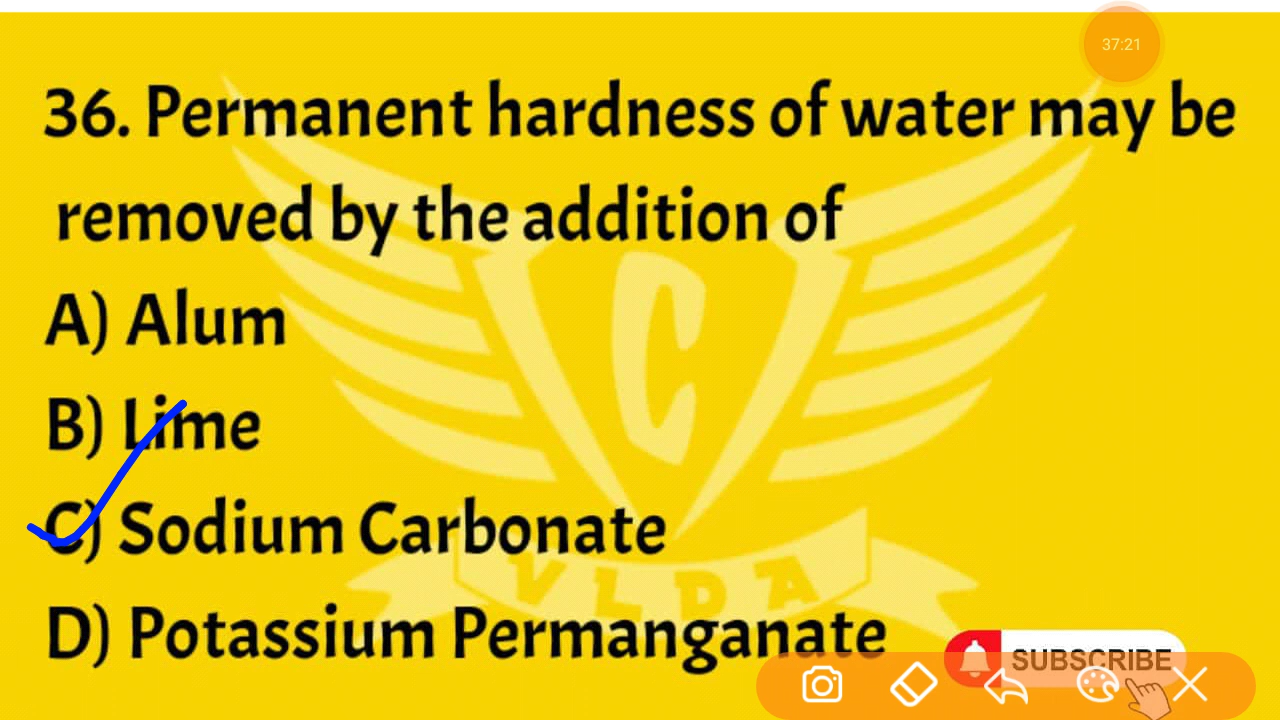 37:21
36. Permanent hardness of water may be
removed by the addition of
A) Alum
B) Lime
C) Sodium Carbonate
D) Potassium Permanganate
C
VLDA
SUBSCRIBE